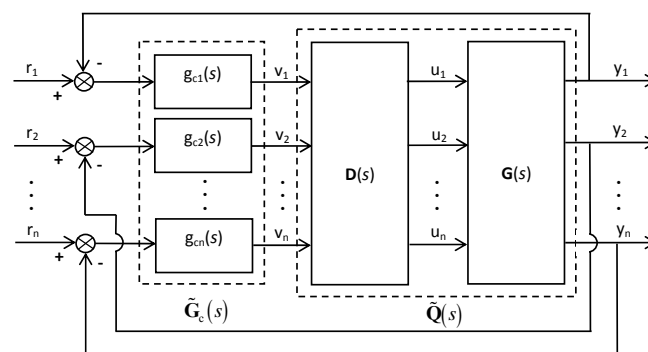 r1 + - gc1(s) v1 u1 y1
r2 + - gc2(s) v2 D(s) u2 G(s) y2
rn + - gcn(s) vn un yn
G̃c(s) Q̃(s)